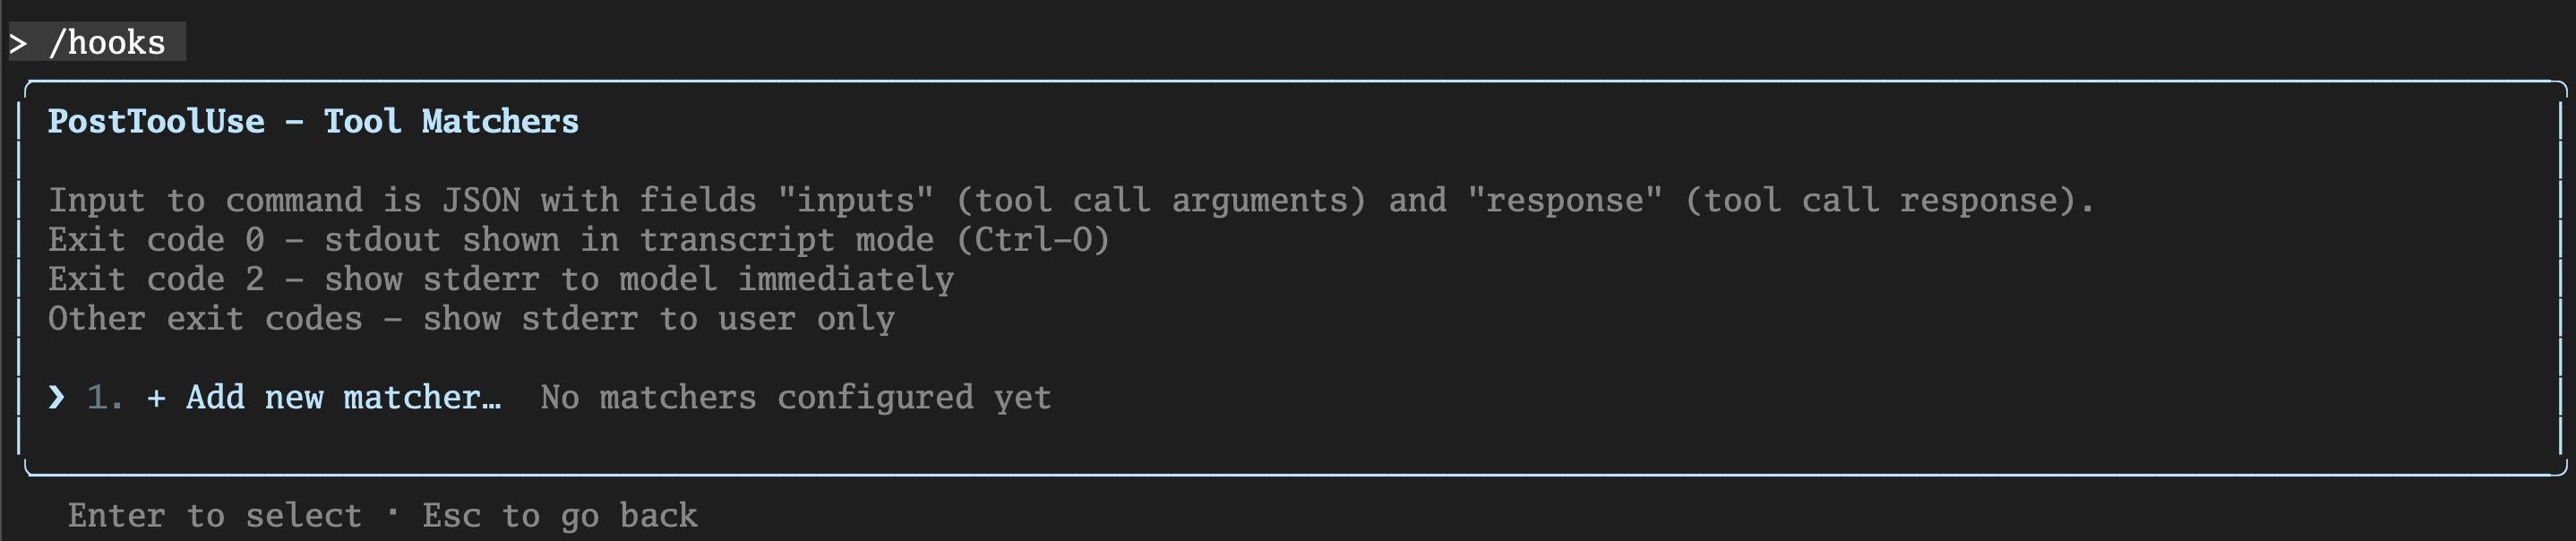 > /hooks
PostToolUse - Tool Matchers
Input to command is JSON with fields "inputs" (tool call arguments) and "response" (tool call response).
Exit code 0 - stdout shown in transcript mode (Ctrl-O)
Exit code 2 - show stderr to model immediately
Other exit codes - show stderr to user only
❯ 1. + Add new matcher…  No matchers configured yet
Enter to select · Esc to go back